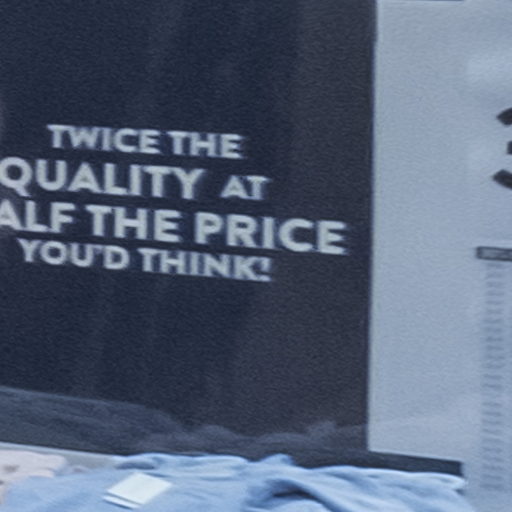 TWICE THE
QUALITY AT
ALF THE PRICE
YOU'D THINK!